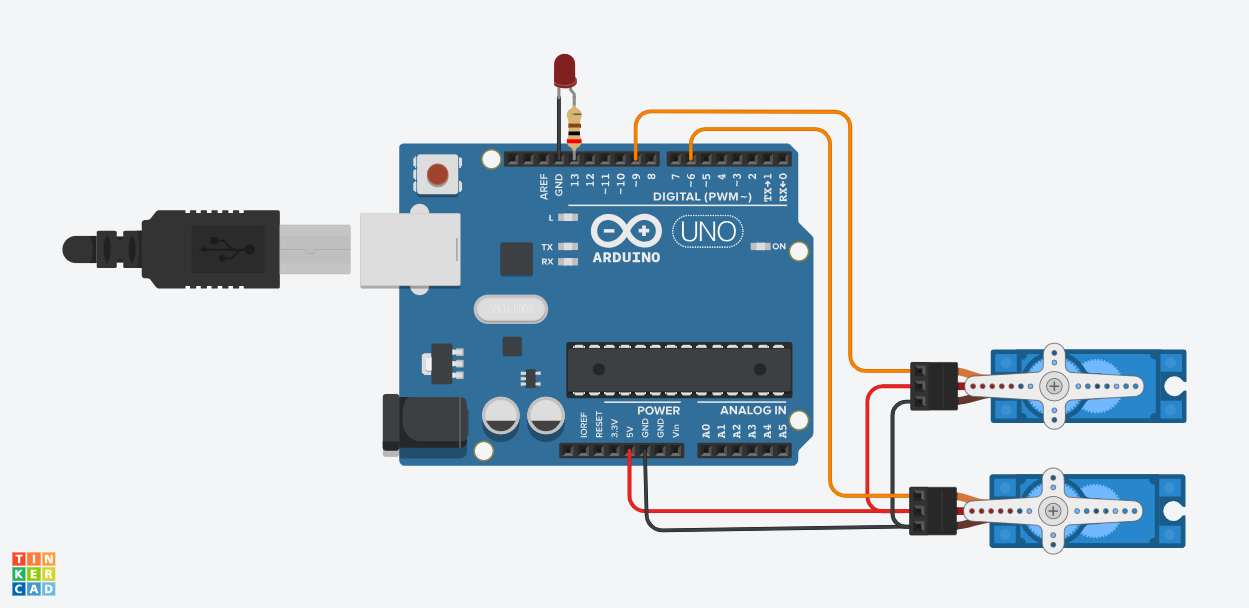 AREF
GND
13
12
~11
~10
~9
8
7
~6
~5
4
~3
2
TX→1
RX←0
DIGITAL (PWM~)
L
TX
RX
ARDUINO
UNO
ON
POWER
ANALOG IN
IOREF
RESET
3.3V
5V
GND
GND
Vin
A0
A1
A2
A3
A4
A5
TIN
KER
CAD